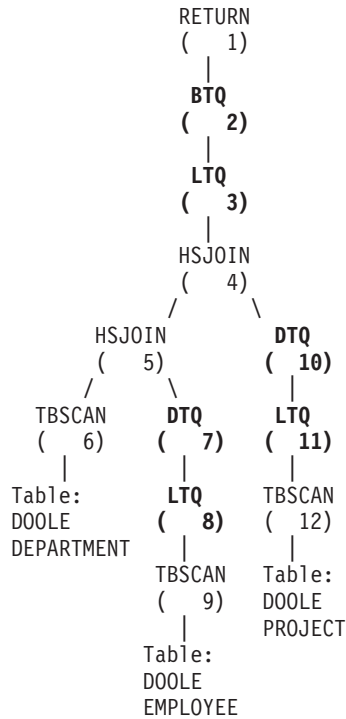 RETURN
( 1)
|
BTQ
( 2)
|
LTQ
( 3)
|
HSJOIN
( 4)
/ \
HSJOIN DTQ
( 5) ( 10)
/ \ |
TBSCAN DTQ LTQ
( 6) ( 7) ( 11)
| | |
Table: LTQ TBSCAN
DOOLE ( 8) ( 12)
DEPARTMENT | |
TBSCAN Table:
( 9) DOOLE
| PROJECT
Table:
DOOLE
EMPLOYEE